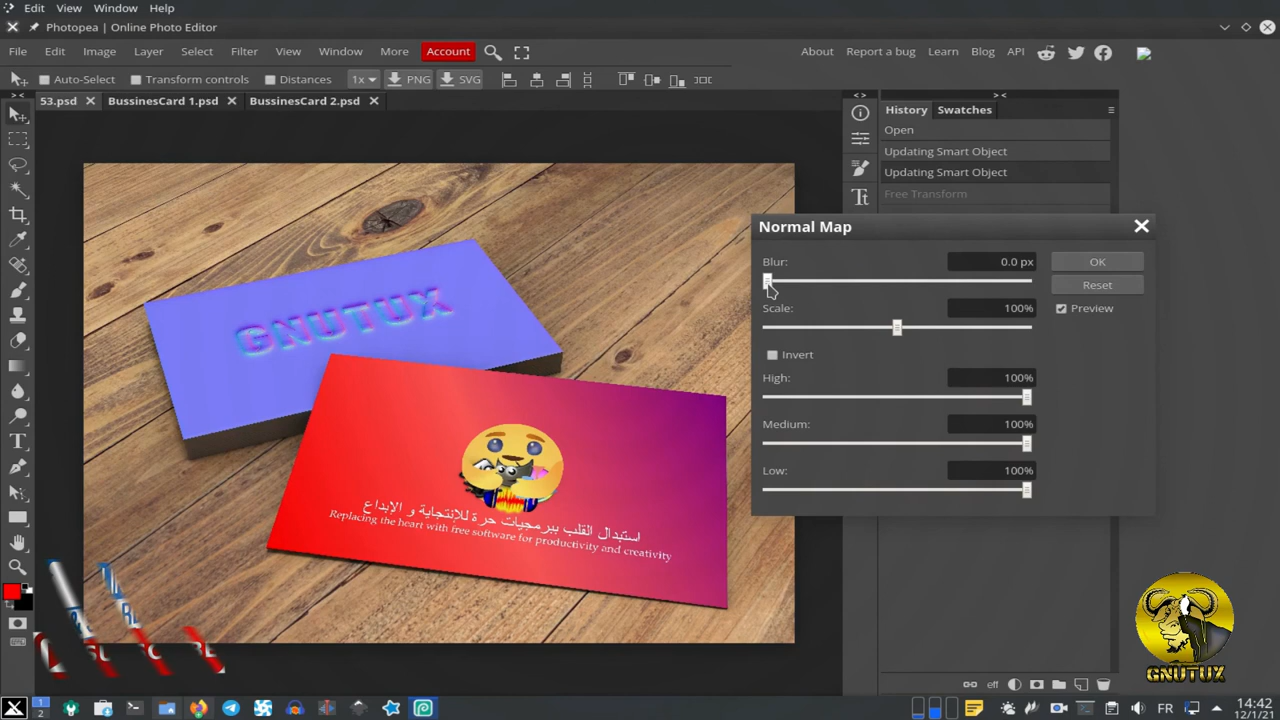 Edit View Window Help
Photopea | Online Photo Editor
File Edit Image Layer Select Filter View Window More Account About Report a bug Learn Blog API
Auto-Select Transform controls Distances 1x PNG SVG
53.psd BussinesCard 1.psd BussinesCard 2.psd
History Swatches
Open
Updating Smart Object
Updating Smart Object
Free Transform
Normal Map
Blur: 0.0 px OK
Reset
Scale: 100% Preview
Invert
High: 100%
Medium: 100%
Low: 100%
GNUTUX
استبدال القلب ببرمجيات حرة للإنتجاية و الإبداع
Replacing the heart with free software for productivity and creativity
eff
GNUTUX
1
2
FR
14:42
12/1/21